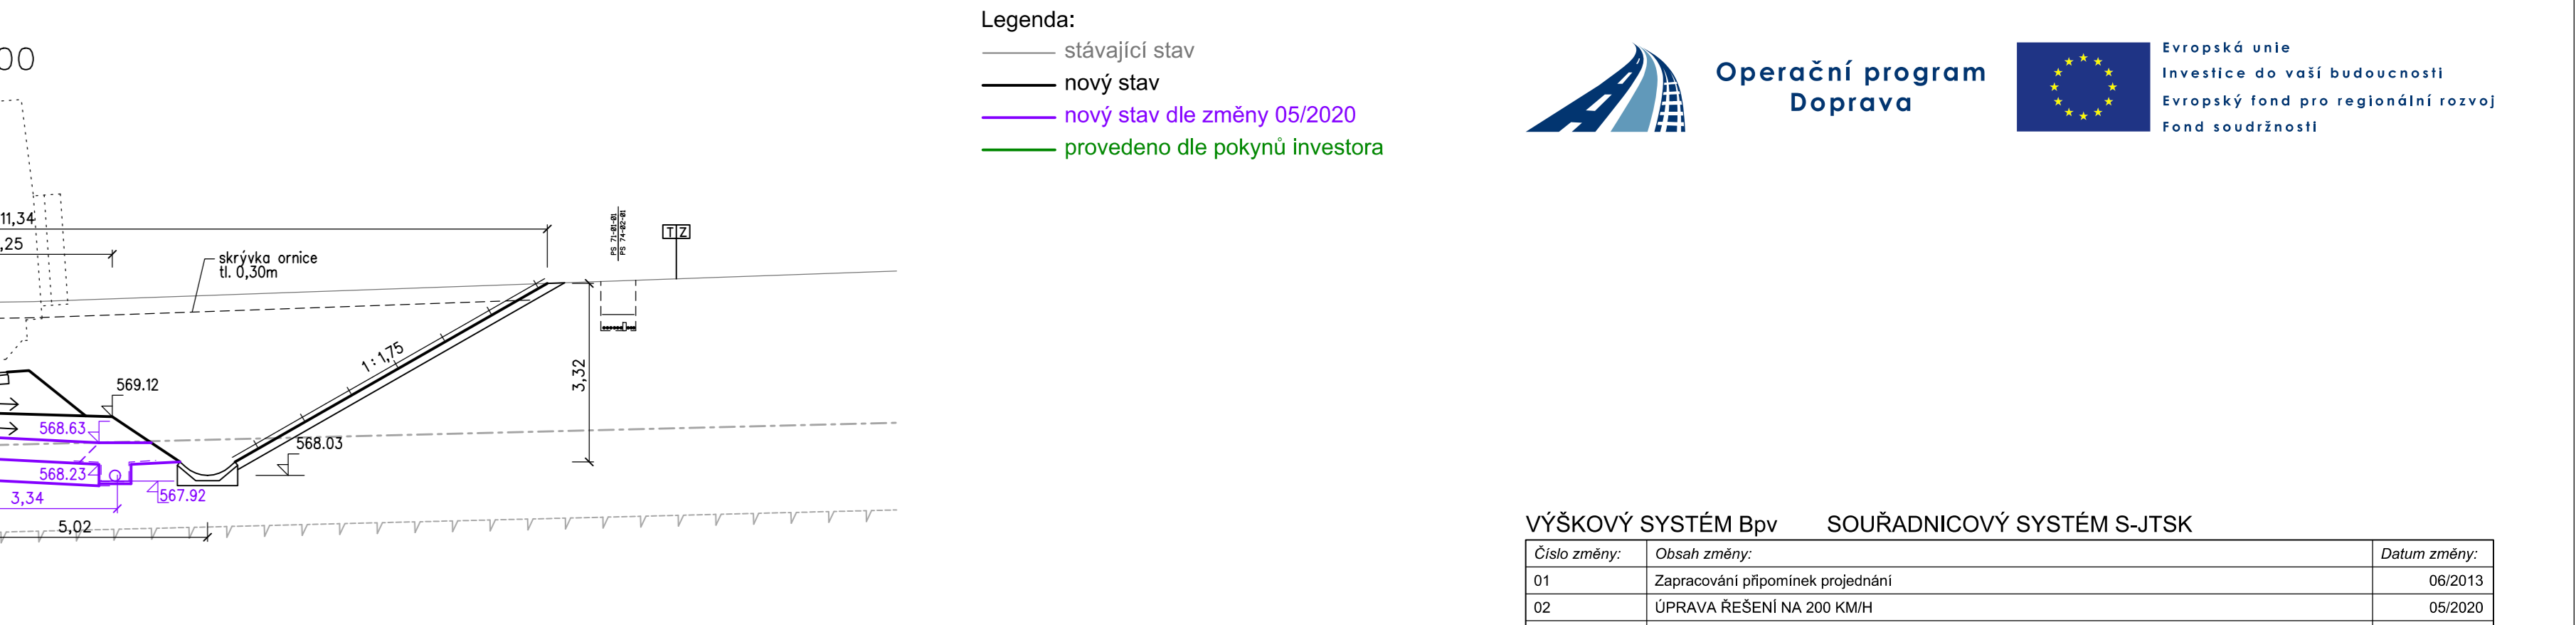 00
11,34
,25
skrývka ornice
tl. 0,30m
PS 71-01-01
PS 74-02-01
T Z
1 : 1,75
3,32
569.12
568.63
568.03
568.23
567.92
3,34
5,02
Legenda:
stávající stav
nový stav
nový stav dle změny 05/2020
provedeno dle pokynů investora
Operační program
Doprava
Evropská unie
Investice do vaší budoucnosti
Evropský fond pro regionální rozvoj
Fond soudržnosti
VÝŠKOVÝ SYSTÉM Bpv SOUŘADNICOVÝ SYSTÉM S-JTSK
Číslo změny: Obsah změny: Datum změny:
01 Zapracování připomínek projednání 06/2013
02 ÚPRAVA ŘEŠENÍ NA 200 KM/H 05/2020